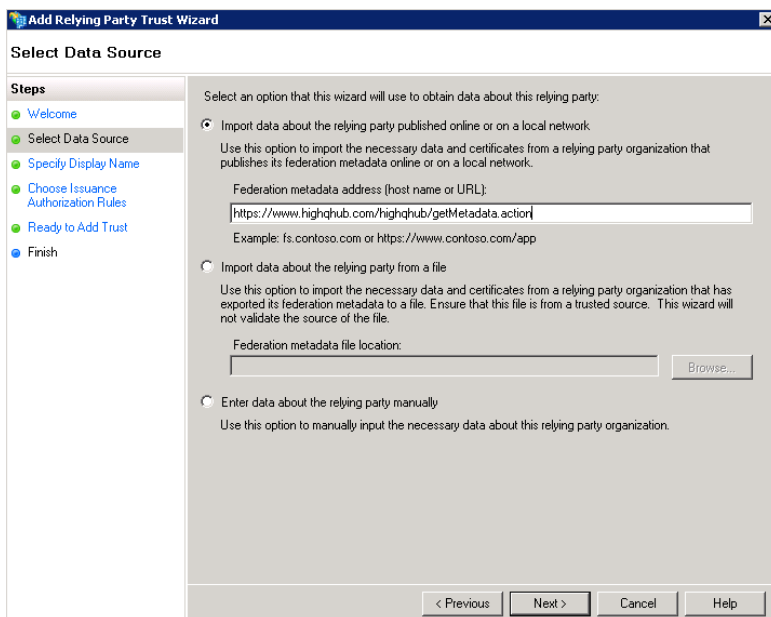 Add Relying Party Trust Wizard
Select Data Source
Steps
Welcome
Select Data Source
Specify Display Name
Choose Issuance
Authorization Rules
Ready to Add Trust
Finish
Select an option that this wizard will use to obtain data about this relying party:
Import data about the relying party published online or on a local network
Use this option to import the necessary data and certificates from a relying party organization that
publishes its federation metadata online or on a local network.
Federation metadata address (host name or URL):
https://www.highqhub.com/highqhub/getMetadata.action
Example: fs.contoso.com or https://www.contoso.com/app
Import data about the relying party from a file
Use this option to import the necessary data and certificates from a relying party organization that has
exported its federation metadata to a file. Ensure that this file is from a trusted source.  This wizard will
not validate the source of the file.
Federation metadata file location:
Browse...
Enter data about the relying party manually
Use this option to manually input the necessary data about this relying party organization.
< Previous
Next >
Cancel
Help